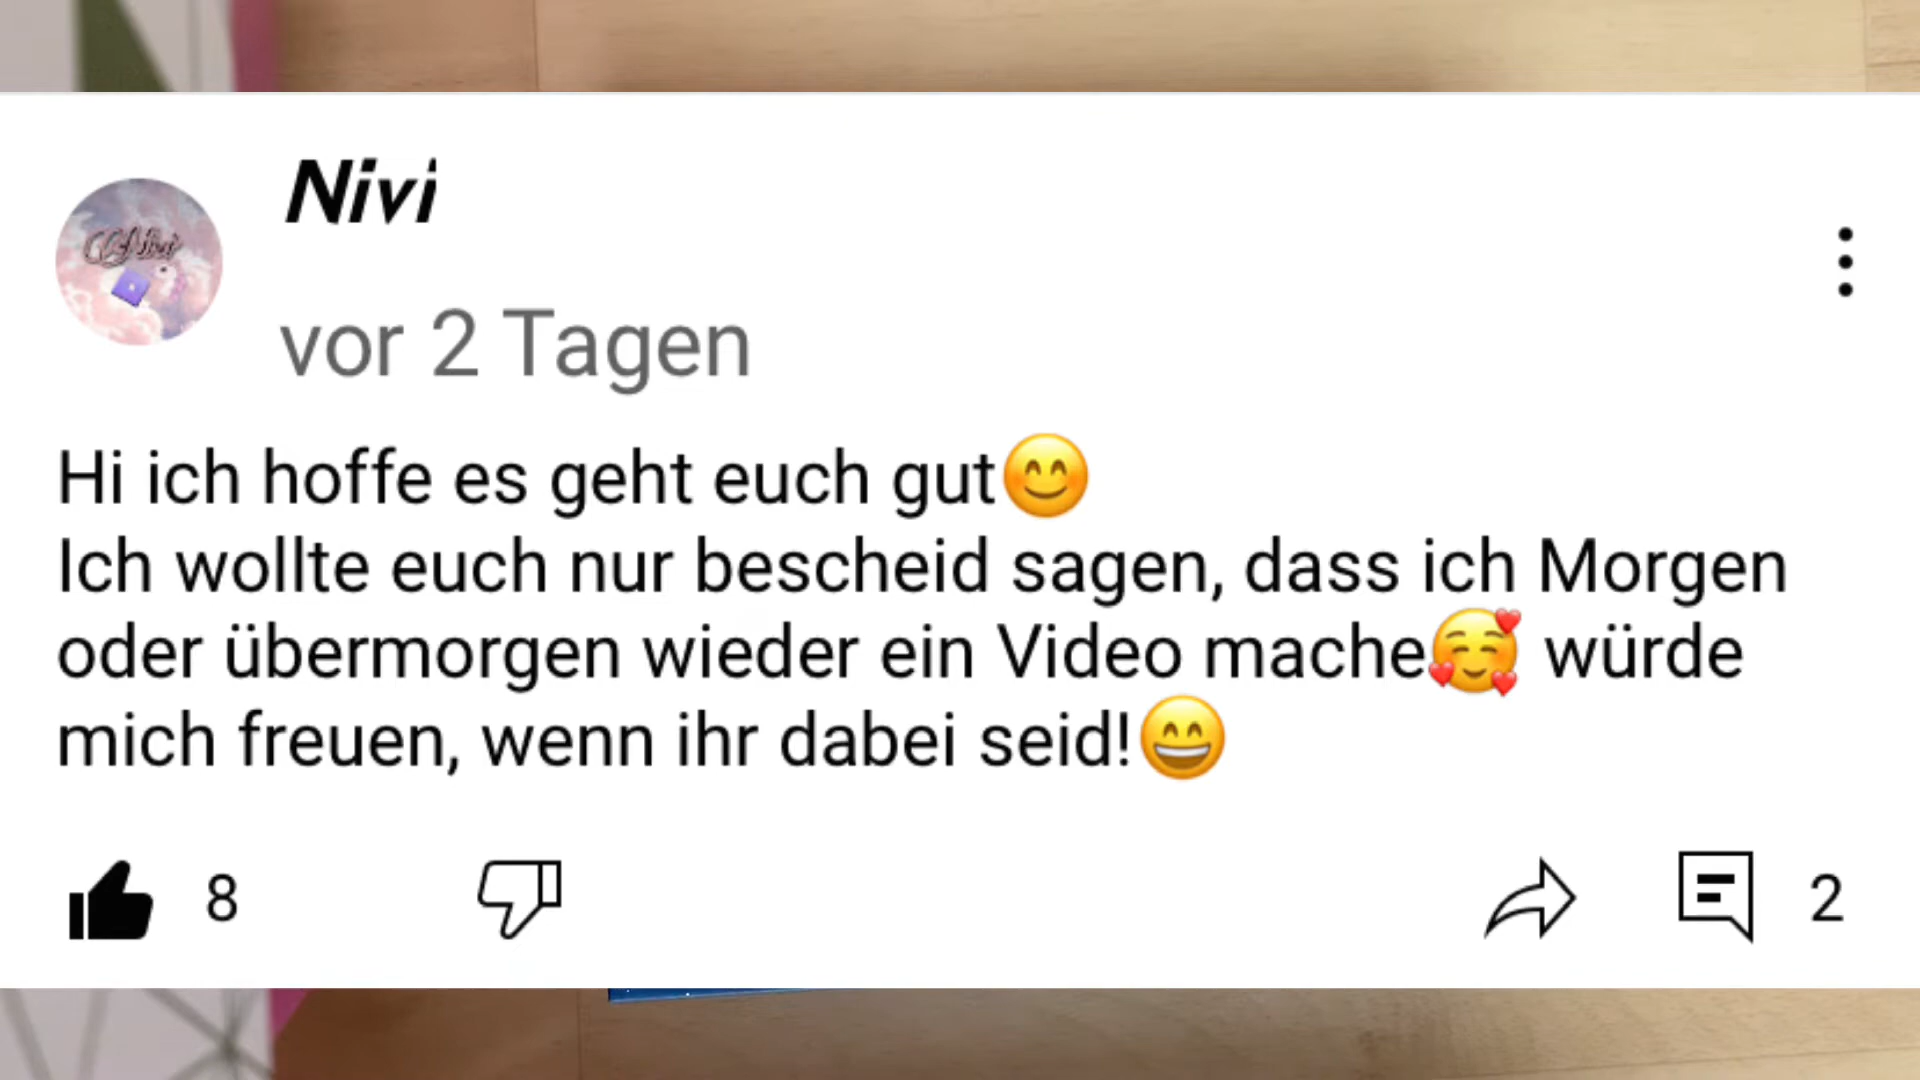 Nivi
vor 2 Tagen
Hi ich hoffe es geht euch gut😊
Ich wollte euch nur bescheid sagen, dass ich Morgen
oder übermorgen wieder ein Video mache🥰 würde
mich freuen, wenn ihr dabei seid!😄
8
2